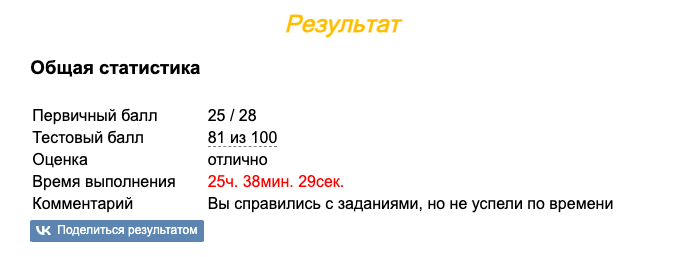 Результат
Общая статистика
Первичный балл 25 / 28
Тестовый балл 81 из 100
Оценка отлично
Время выполнения 25ч. 38мин. 29сек.
Комментарий Вы справились с заданиями, но не успели по времени
Поделиться результатом